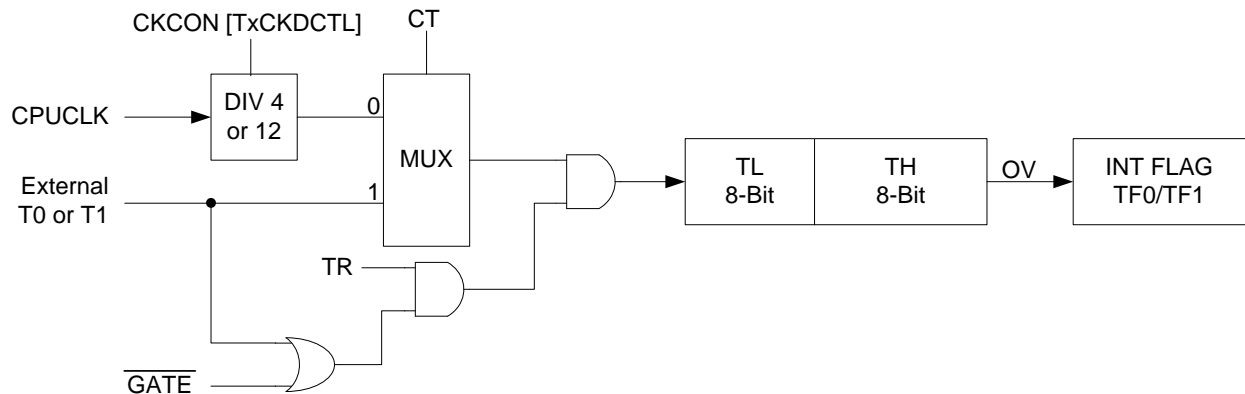 CKCON [TxCKDCTL]
CT
CPUCLK
DIV 4
or 12
0
MUX
External
T0 or T1
1
TL
8-Bit
TH
8-Bit
OV
INT FLAG
TF0/TF1
TR
GATE